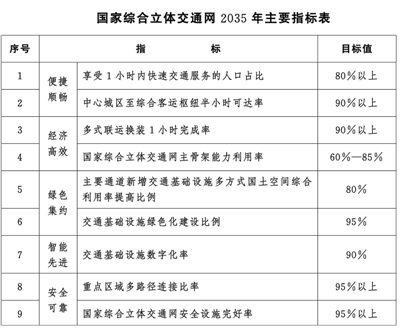 国家综合立体交通网 2035 年主要指标表
序号 指 标 目标值
1 便捷顺畅 享受 1 小时内快速交通服务的人口占比 80%以上
2 中心城区至综合客运枢纽半小时可达率 90%以上
3 经济高效 多式联运换装 1 小时完成率 90%以上
4 国家综合立体交通网主骨架能力利用率 60%—85%
5 绿色集约 主要通道新增交通基础设施多方式国土空间综合
利用率提高比例 80%
6 交通基础设施绿色化建设比例 95%
7 智能先进 交通基础设施数字化率 90%
8 安全可靠 重点区域多路径连接比率 95%以上
9 国家综合立体交通网安全设施完好率 95%以上